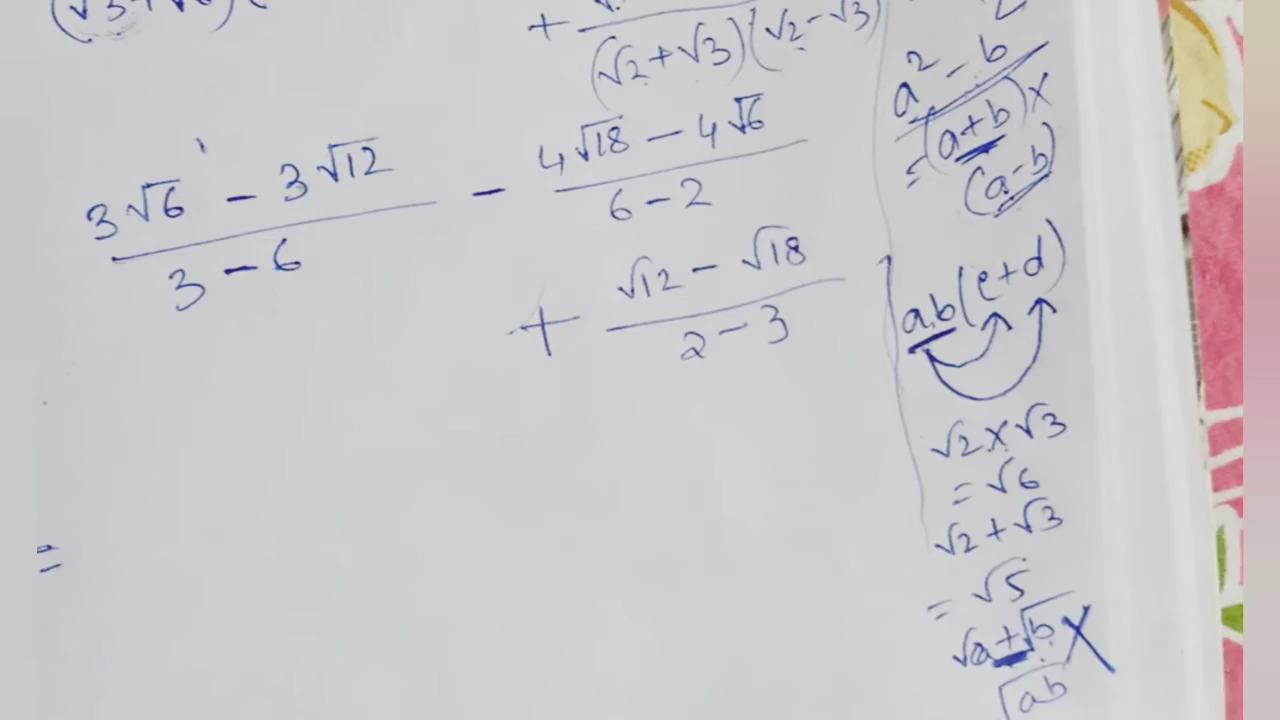 + (√2+√3)(√2-√3)
3√6 - 3√12 / 3 - 6 - 4√18 - 4√6 / 6 - 2
+ √12 - √18 / 2 - 3
=
a² - b
= (a+b) x
(a-b)
ab(e+d)
√2 x √3
= √6
√2 + √3
= √5
√a+√b X
√ab